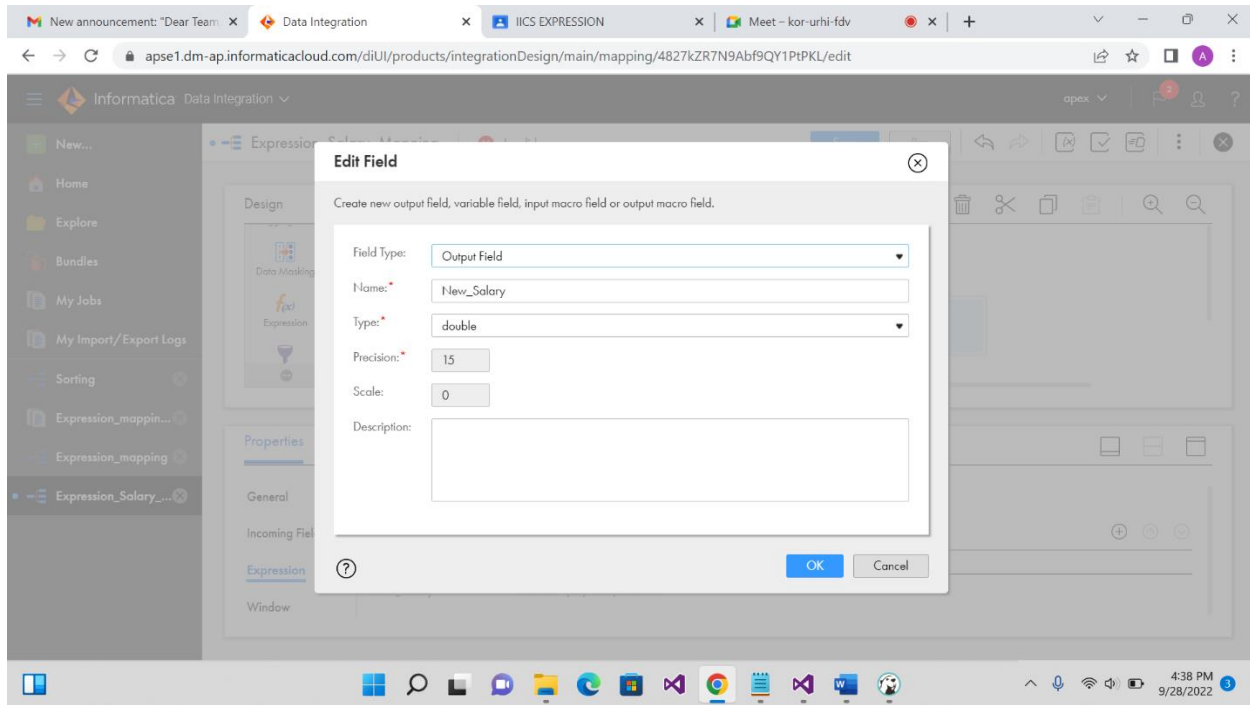 New announcement: "Dear Team
Data Integration
IICS EXPRESSION
Meet – kor-urhi-fdv
apse1.dm-ap.informaticacloud.com/diUI/products/integrationDesign/main/mapping/4827kZR7N9Abf9QY1PtPKL/edit
A
Informatica Data Integration
apex
2
?
New...
Home
Explore
Bundles
My Jobs
My Import/Export Logs
Sorting
Expression_mappin...
Expression_mapping
Expression_Salary_...
Design
Data Masking
f(x)
Expression
Properties
General
Incoming Fiel
Expression
Window
Edit Field
Create new output field, variable field, input macro field or output macro field.
Field Type:
Output Field
Name:*
New_Salary
Type:*
double
Precision:*
15
Scale:
0
Description:
?
OK
Cancel
4:38 PM
9/28/2022
3